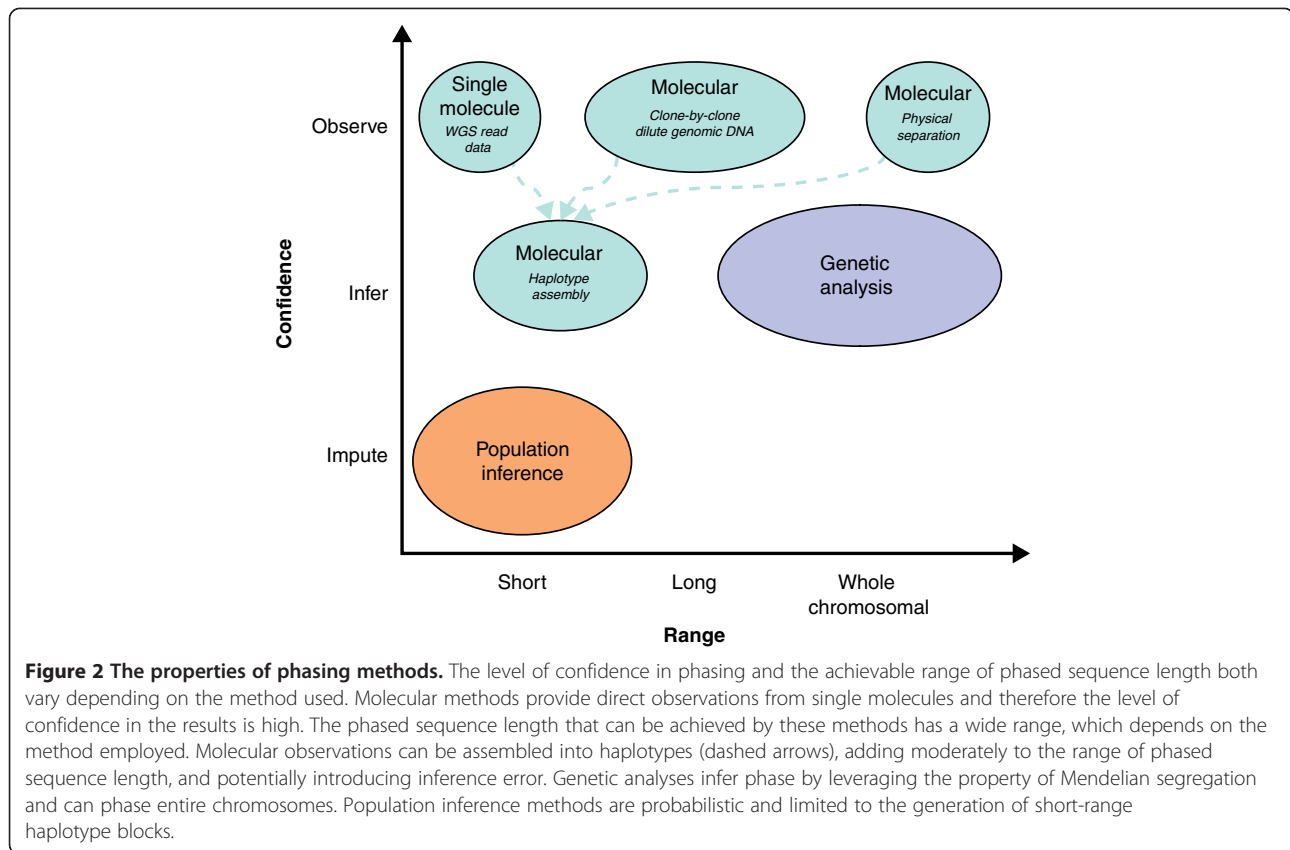 Single
molecule
WGS read
data
Molecular
Clone-by-clone
dilute genomic DNA
Molecular
Physical
separation
Observe
Molecular
Haplotype
assembly
Genetic
analysis
Infer
Confidence
Population
inference
Impute
Short
Long
Whole
chromosomal
Range
Figure 2 The properties of phasing methods. The level of confidence in phasing and the achievable range of phased sequence length both
vary depending on the method used. Molecular methods provide direct observations from single molecules and therefore the level of
confidence in the results is high. The phased sequence length that can be achieved by these methods has a wide range, which depends on the
method employed. Molecular observations can be assembled into haplotypes (dashed arrows), adding moderately to the range of phased
sequence length, and potentially introducing inference error. Genetic analyses infer phase by leveraging the property of Mendelian segregation
and can phase entire chromosomes. Population inference methods are probabilistic and limited to the generation of short-range
haplotype blocks.